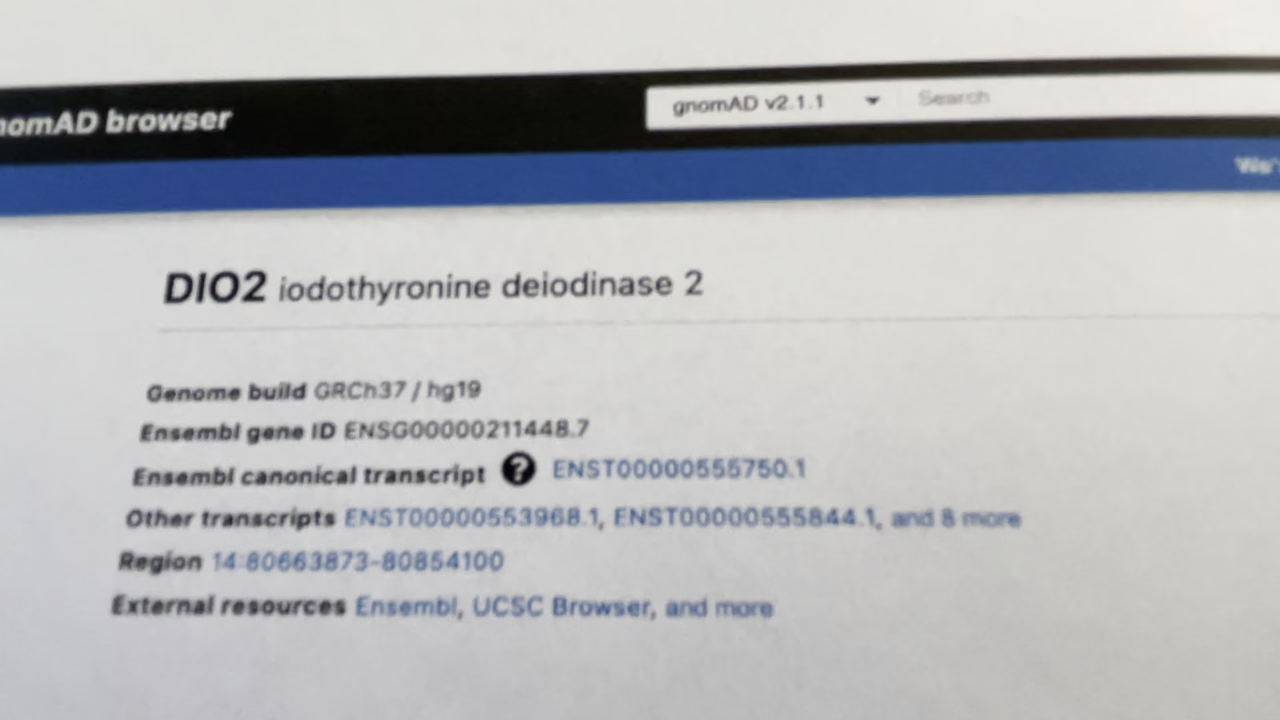 nomAD browser
gnomAD v2.1.1 Search
We'
DIO2 iodothyronine deiodinase 2
Genome build GRCh37 / hg19
Ensembl gene ID ENSG00000211448.7
Ensembl canonical transcript ? ENST00000555750.1
Other transcripts ENST00000553968.1, ENST00000555844.1, and 8 more
Region 14:80663873-80854100
External resources Ensembl, UCSC Browser, and more